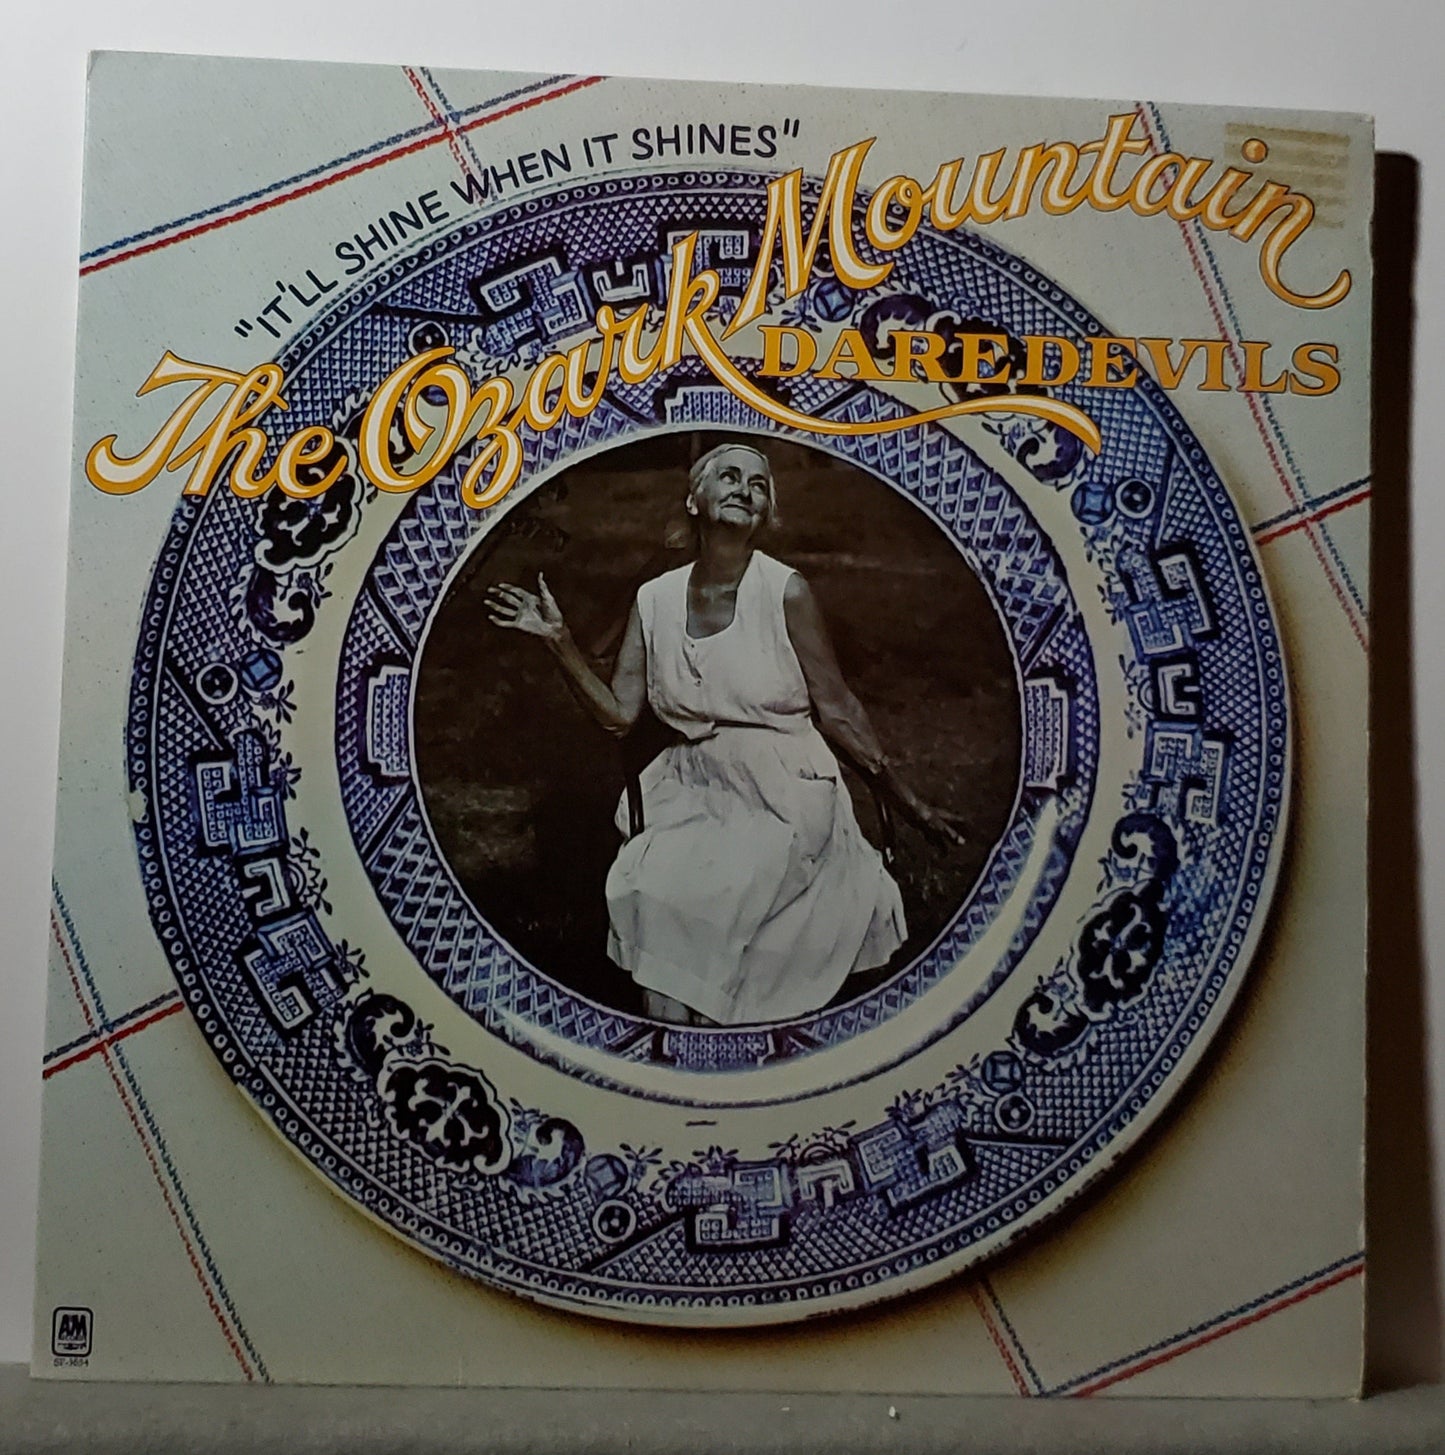 "IT'LL SHINE WHEN IT SHINES"
The Ozark Mountain
DAREDEVILS
A&M